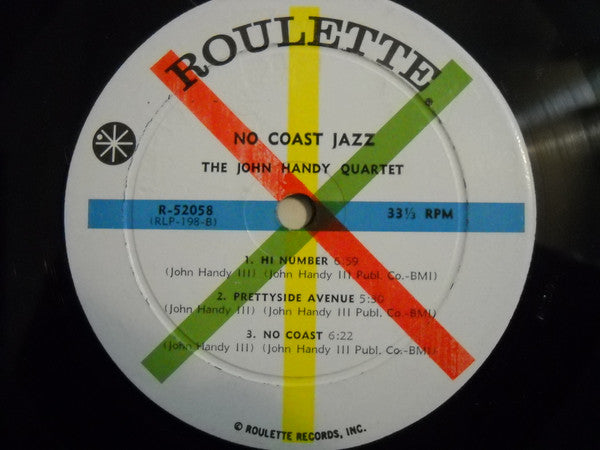 ROULETTE
NO COAST JAZZ
THE JOHN HANDY QUARTET
R-52058 33⅓ RPM
(RLP-198-B)
1. HI NUMBER 6:59
(John Handy III) (John Handy III Publ. Co.-BMI)
2. PRETTYSIDE AVENUE 5:30
(John Handy III) (John Handy III Publ. Co.-BMI)
3. NO COAST 6:22
(John Handy III) (John Handy III Publ. Co.-BMI)
© ROULETTE RECORDS, INC.